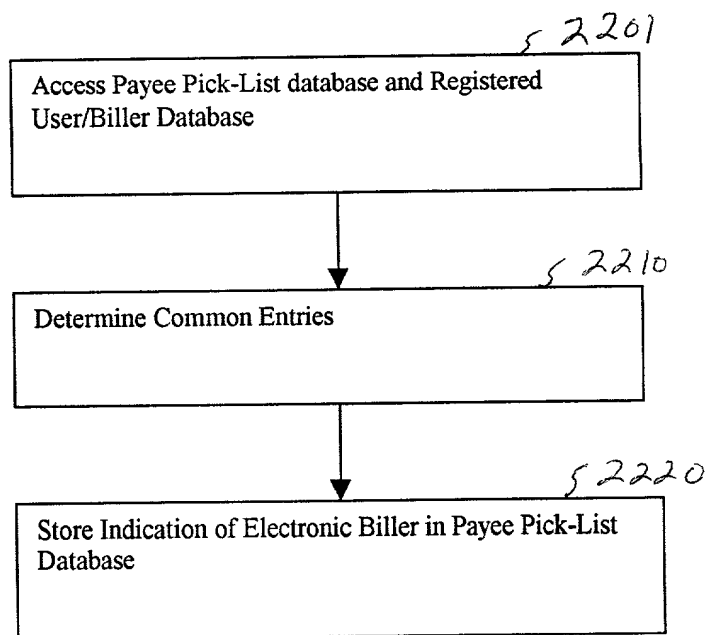 2201
Access Payee Pick-List database and Registered
User/Biller Database
2210
Determine Common Entries
2220
Store Indication of Electronic Biller in Payee Pick-List
Database